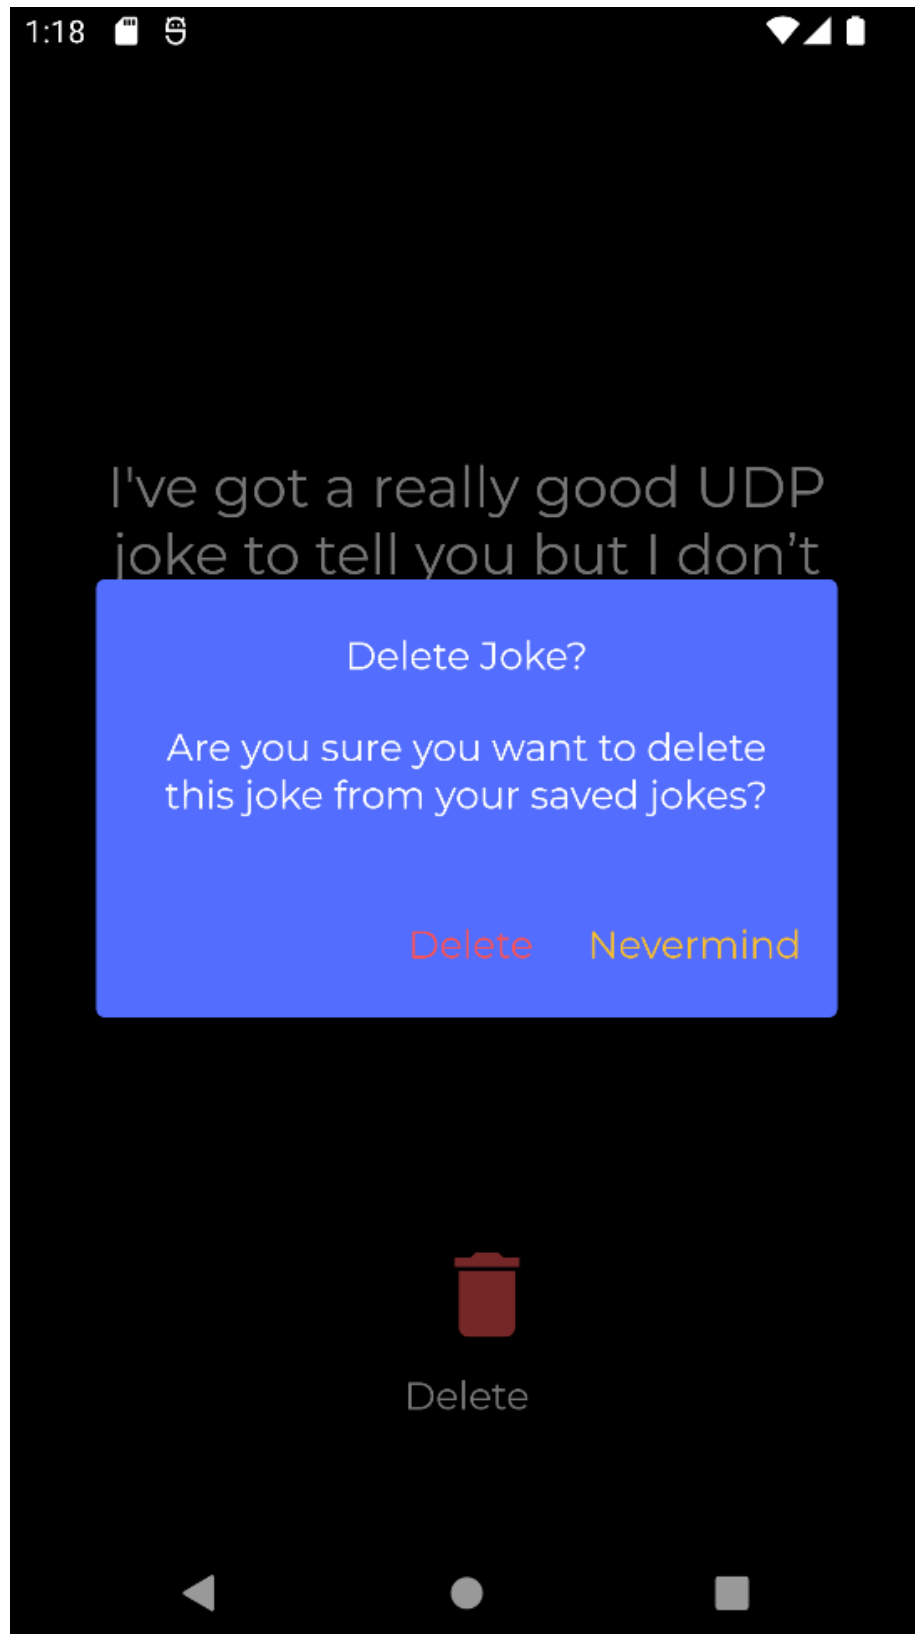 1:18
I've got a really good UDP
joke to tell you but I don’t
Delete Joke?
Are you sure you want to delete
this joke from your saved jokes?
Delete Nevermind
Delete